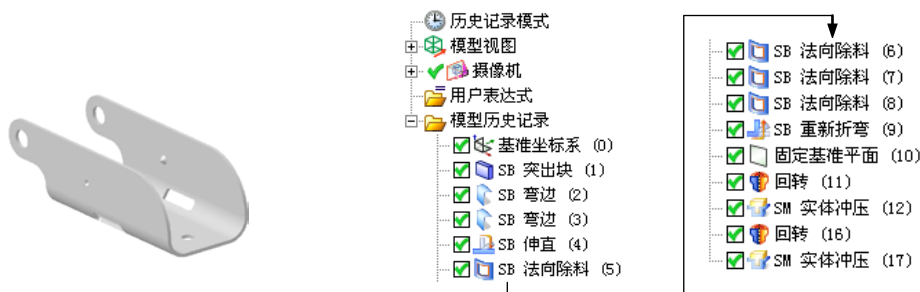 历史记录模式
模型视图
摄像机
用户表达式
模型历史记录
基准坐标系 (0)
SB 突出块 (1)
SB 弯边 (2)
SB 弯边 (3)
SB 伸直 (4)
SB 法向除料 (5)
SB 法向除料 (6)
SB 法向除料 (7)
SB 法向除料 (8)
SB 重新折弯 (9)
固定基准平面 (10)
回转 (11)
SM 实体冲压 (12)
回转 (16)
SM 实体冲压 (17)